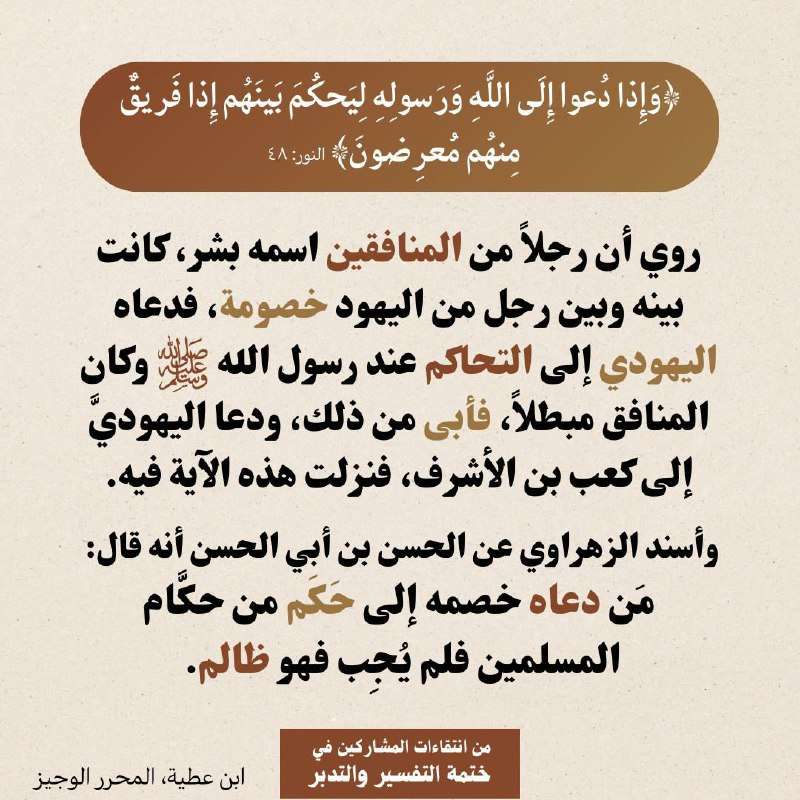 ﴿وَإِذا دُعوا إِلَى اللَّهِ وَرَسولِهِ لِيَحكُمَ بَينَهُم إِذا فَريقٌ
مِنهُم مُعرِضونَ﴾ النور: ٤٨
روي أن رجلاً من المنافقين اسمه بشر، كانت
بينه وبين رجل من اليهود خصومة، فدعاه
اليهودي إلى التحاكم عند رسول الله ﷺ وكان
المنافق مبطلاً، فأبى من ذلك، ودعا اليهوديَّ
إلى كعب بن الأشرف، فنزلت هذه الآية فيه.
وأسند الزهراوي عن الحسن بن أبي الحسن أنه قال:
مَن دعاه خصمه إلى حَكَم من حكَّام
المسلمين فلم يُجِب فهو ظالم.
من انتقاءات المشاركين في
ختمة التفسير والتدبر
ابن عطية، المحرر الوجيز